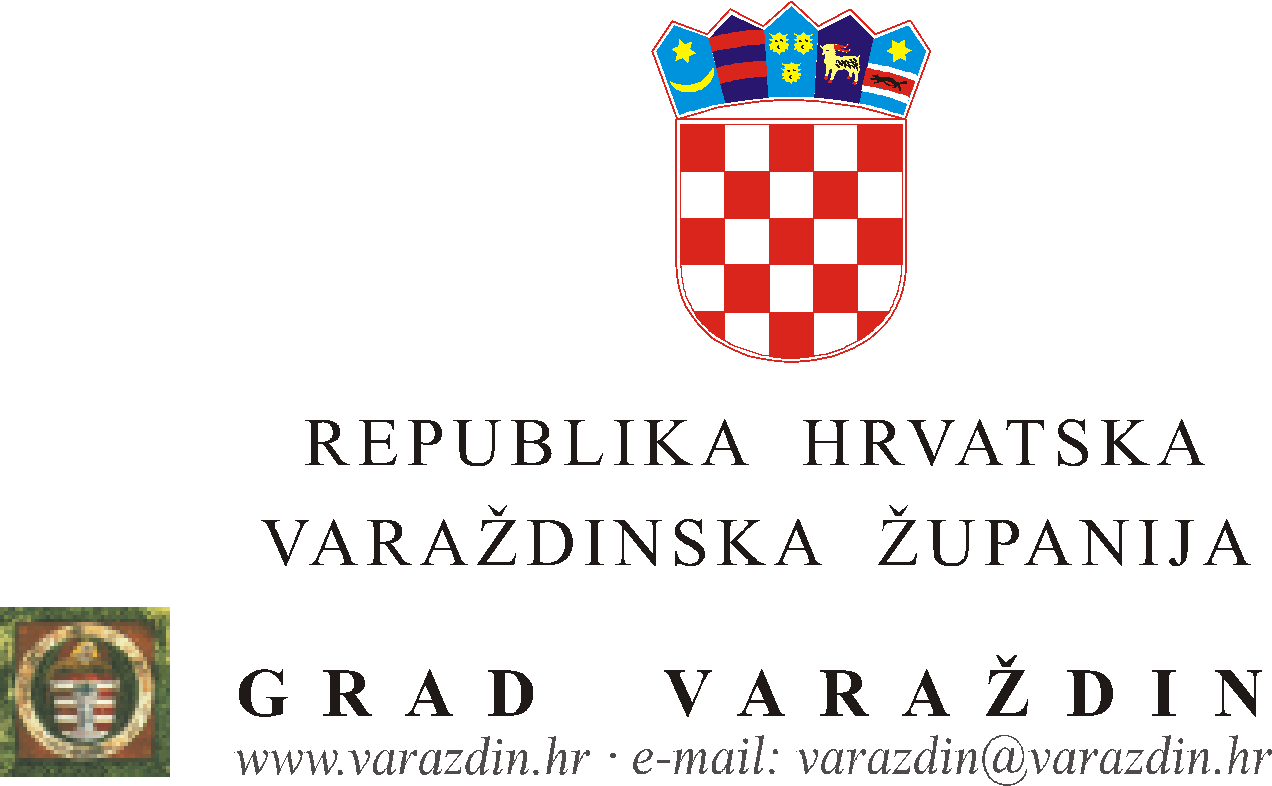 REPUBLIKA HRVATSKA
VARAŽDINSKA ŽUPANIJA
GRAD VARAŽDIN
www.varazdin.hr · e-mail: varazdin@varazdin.hr